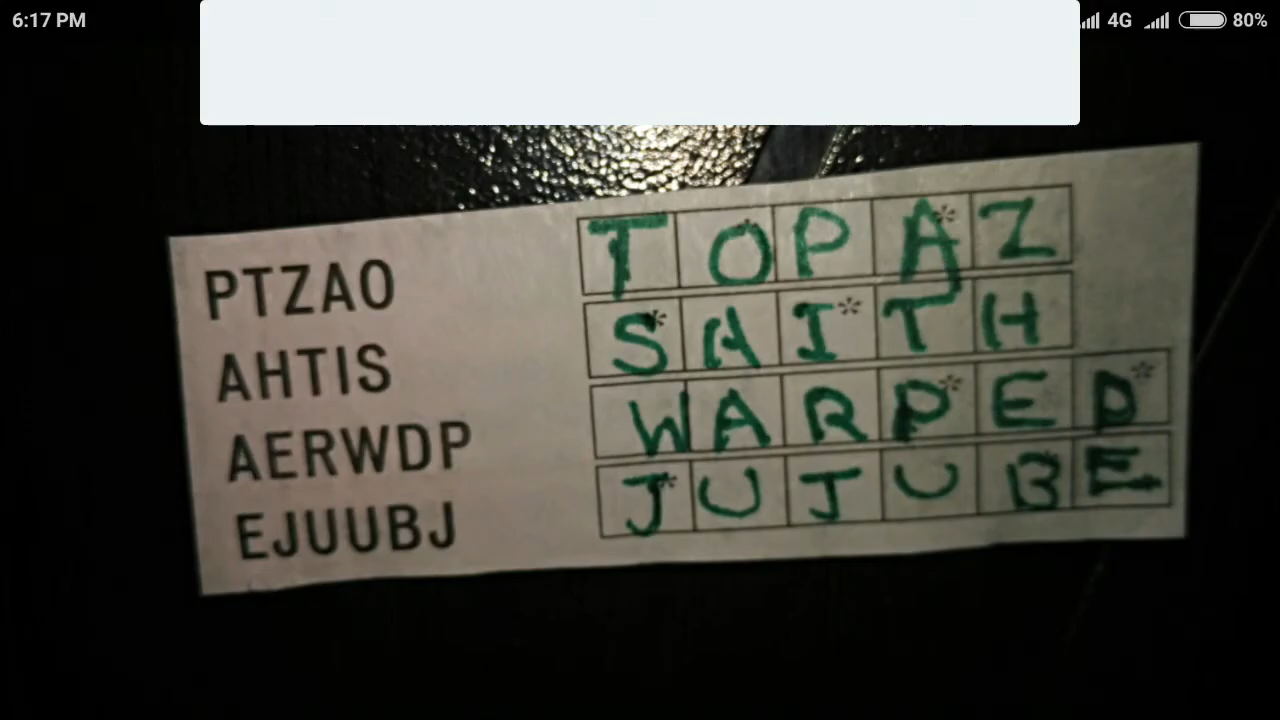 6:17 PM 4G 80%
PTZAO TOPAZ
AHTIS SAITH
AERWDP WARPED
EJUUBJ JUJUBE